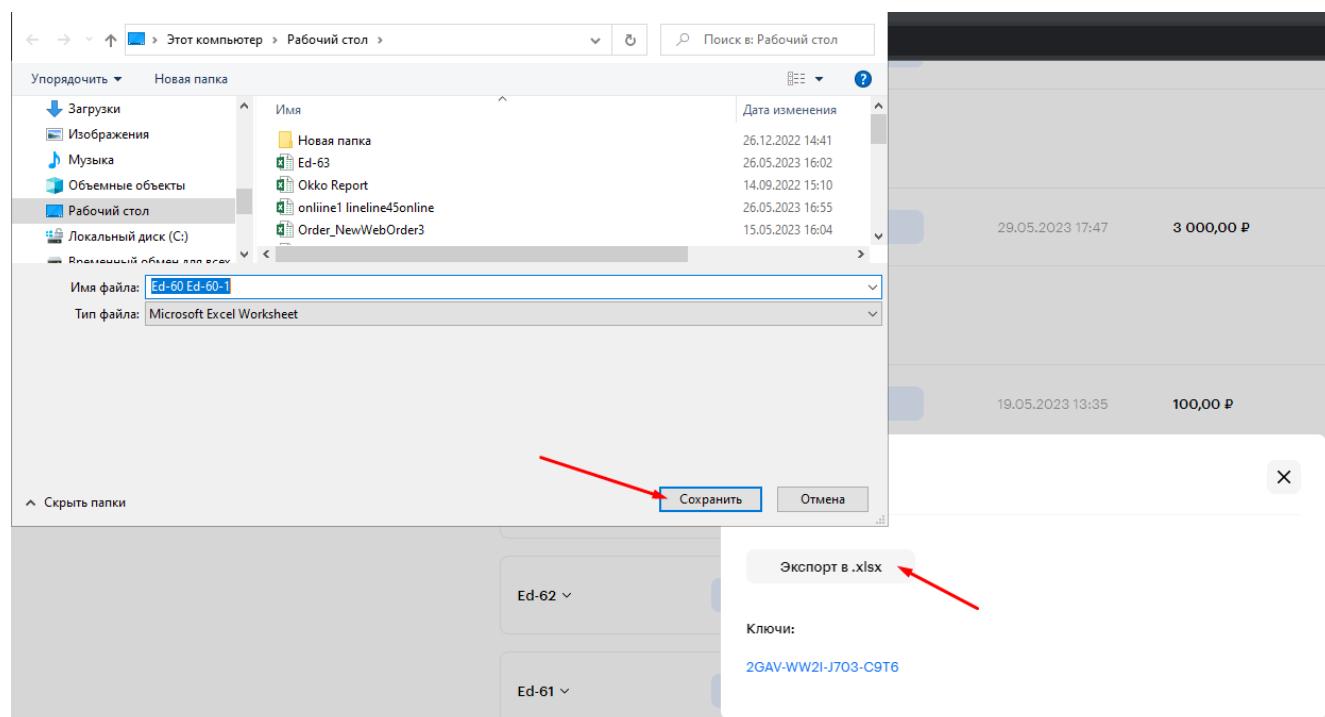 Этот компьютер › Рабочий стол ›
Поиск в: Рабочий стол
Упорядочить
Новая папка
?
Загрузки
Изображения
Музыка
Объемные объекты
Рабочий стол
Локальный диск (C:)
Временный обмен для всех
Имя
Дата изменения
Новая папка 26.12.2022 14:41
Ed-63 26.05.2023 16:02
Okko Report 14.09.2022 15:10
onliine1 lineline45online 26.05.2023 16:55
Order_NewWebOrder3 15.05.2023 16:04
Имя файла: Ed-60 Ed-60-1
Тип файла: Microsoft Excel Worksheet
Скрыть папки
Сохранить
Отмена
29.05.2023 17:47 3 000,00 ₽
19.05.2023 13:35 100,00 ₽
Экспорт в .xlsx
Ключи:
2GAV-WW2I-J703-C9T6
Ed-62
Ed-61